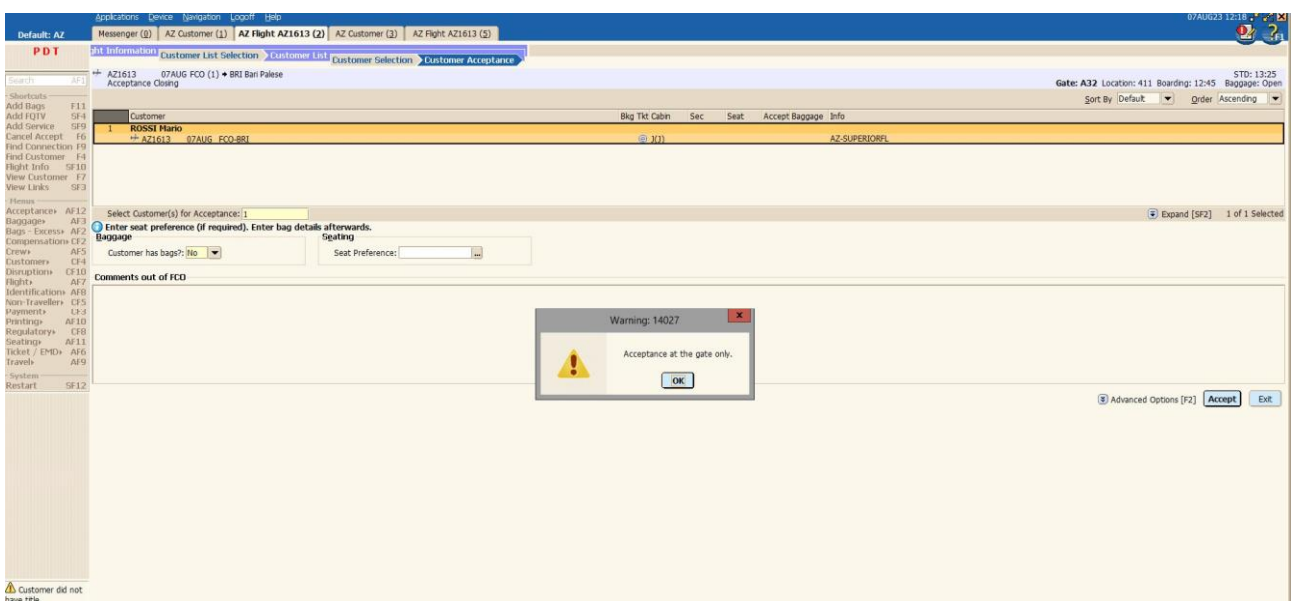 Applications Device Navigation Logoff Help
07AUG23 12:18
Default: AZ
Messenger (0) AZ Customer (1) AZ Flight AZ1613 (2) AZ Customer (3) AZ Flight AZ1613 (5)
F1
PDT
ght Information Customer List Selection Customer List Customer Selection Customer Acceptance
AZ1613 07AUG FCO (1) BRI Bari Palese
STD: 13:25
Acceptance Closing
Gate: A32 Location: 411 Boarding: 12:45 Baggage: Open
Search AF1
Sort By Default Order Ascending
Shortcuts
Add Bags F11
Add FQTV SF4
Add Service SF9
Cancel Accept F6
Find Connection F9
Find Customer F4
Flight Info SF10
View Customer F7
View Links SF3
Menus
Acceptance AF12
Baggage AF3
Bags - Excess AF2
Compensation CF2
Crew AF5
Customer CF4
Disruption CF10
Flight AF7
Identification AF8
Non-Traveller CF5
Payment CF3
Printing AF10
Regulatory CF8
Seating AF11
Ticket / EMD AF6
Travel AF9
System
Restart SF12
Customer Bkg Tkt Cabin Sec Seat Accept Baggage Info
1 ROSSI Mario
AZ1613 07AUG FCO-BRI J(J) AZ-SUPERIORFL
Select Customer(s) for Acceptance: 1
Expand [SF2] 1 of 1 Selected
Enter seat preference (if required). Enter bag details afterwards.
Baggage Seating
Customer has bags?: No Seat Preference: ...
Comments out of FCO
Warning: 14027
x
Acceptance at the gate only.
OK
Advanced Options [F2] Accept Exit
Customer did not
have title